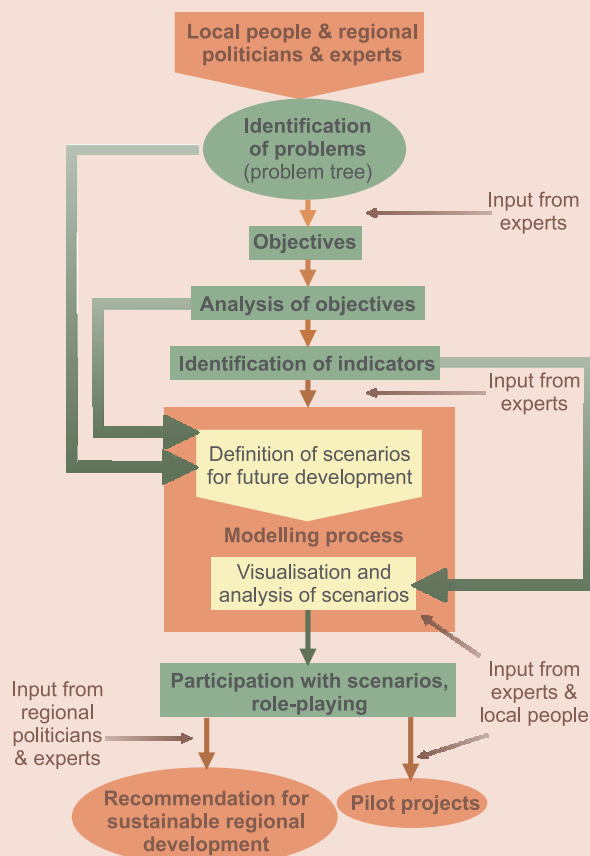 Local people & regional
politicians & experts
Identification
of problems
(problem tree)
Input from
experts
Objectives
Analysis of objectives
Identification of indicators
Input from
experts
Definition of scenarios
for future development
Modelling process
Visualisation and
analysis of scenarios
Participation with scenarios,
role-playing
Input from
experts &
local people
Input from
regional
politicians
& experts
Recommendation for
sustainable regional
development
Pilot projects